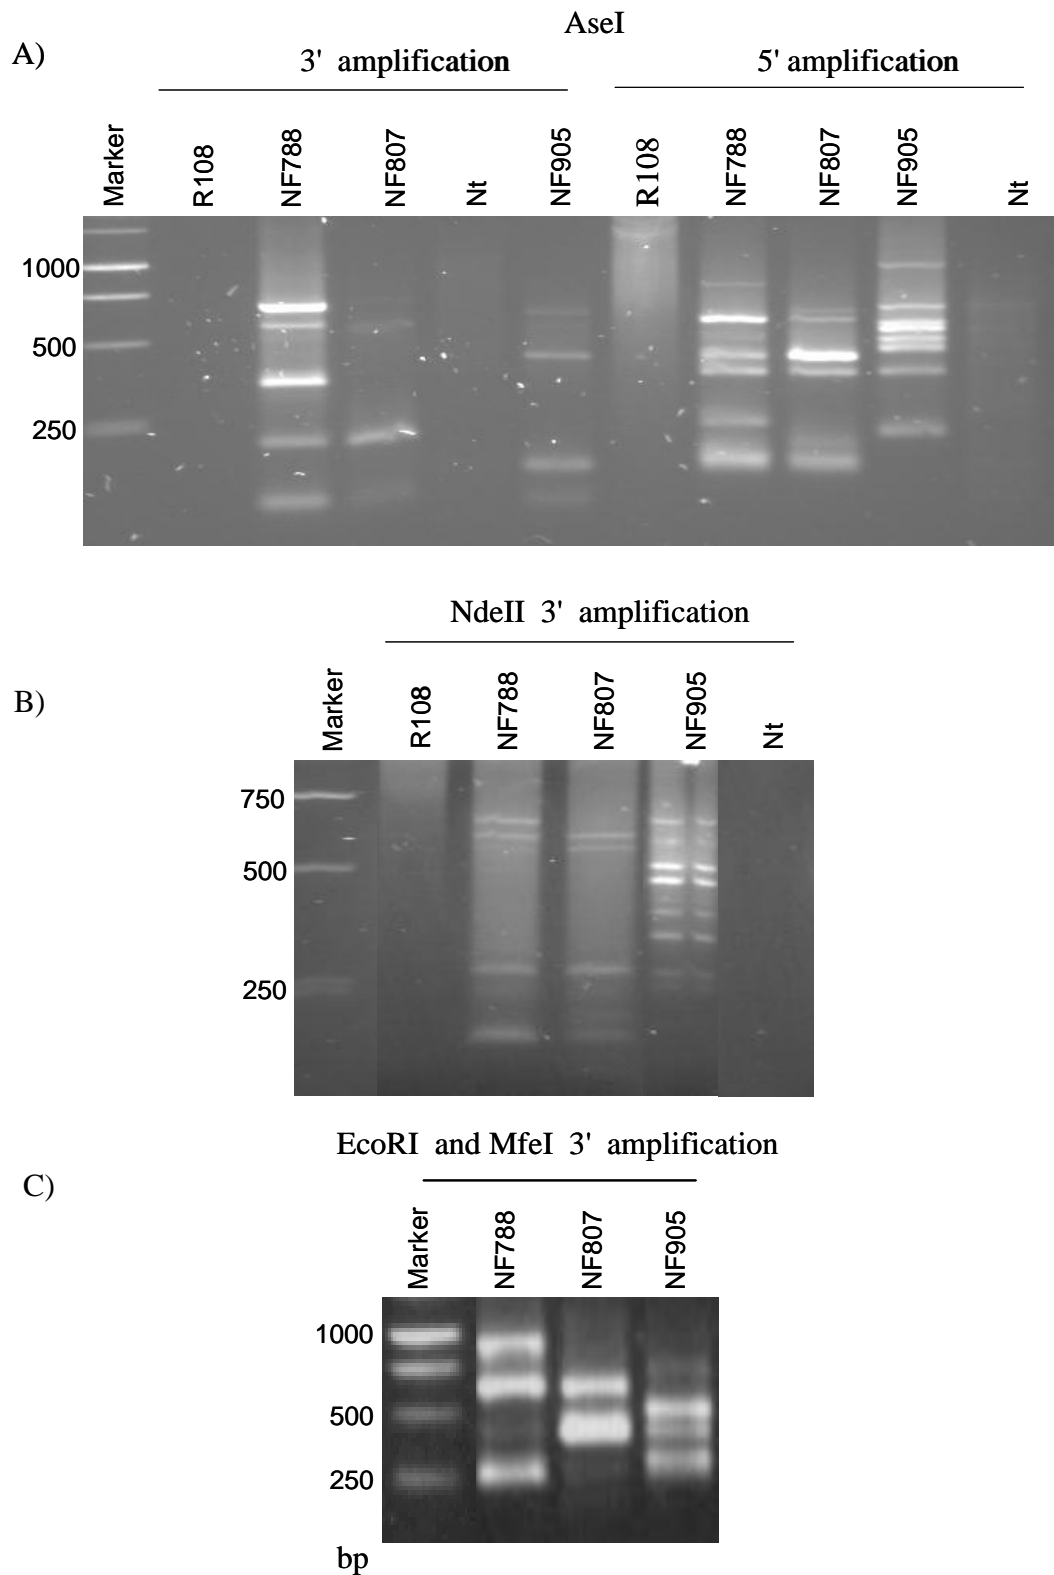 AseI
A)
3' amplification
5' amplification
Marker
R108
NF788
NF807
Nt
NF905
R108
NF788
NF807
NF905
Nt
1000
500
250
NdeII 3' amplification
B)
Marker
R108
NF788
NF807
NF905
Nt
750
500
250
EcoRI and MfeI 3' amplification
C)
Marker
NF788
NF807
NF905
1000
500
250
bp